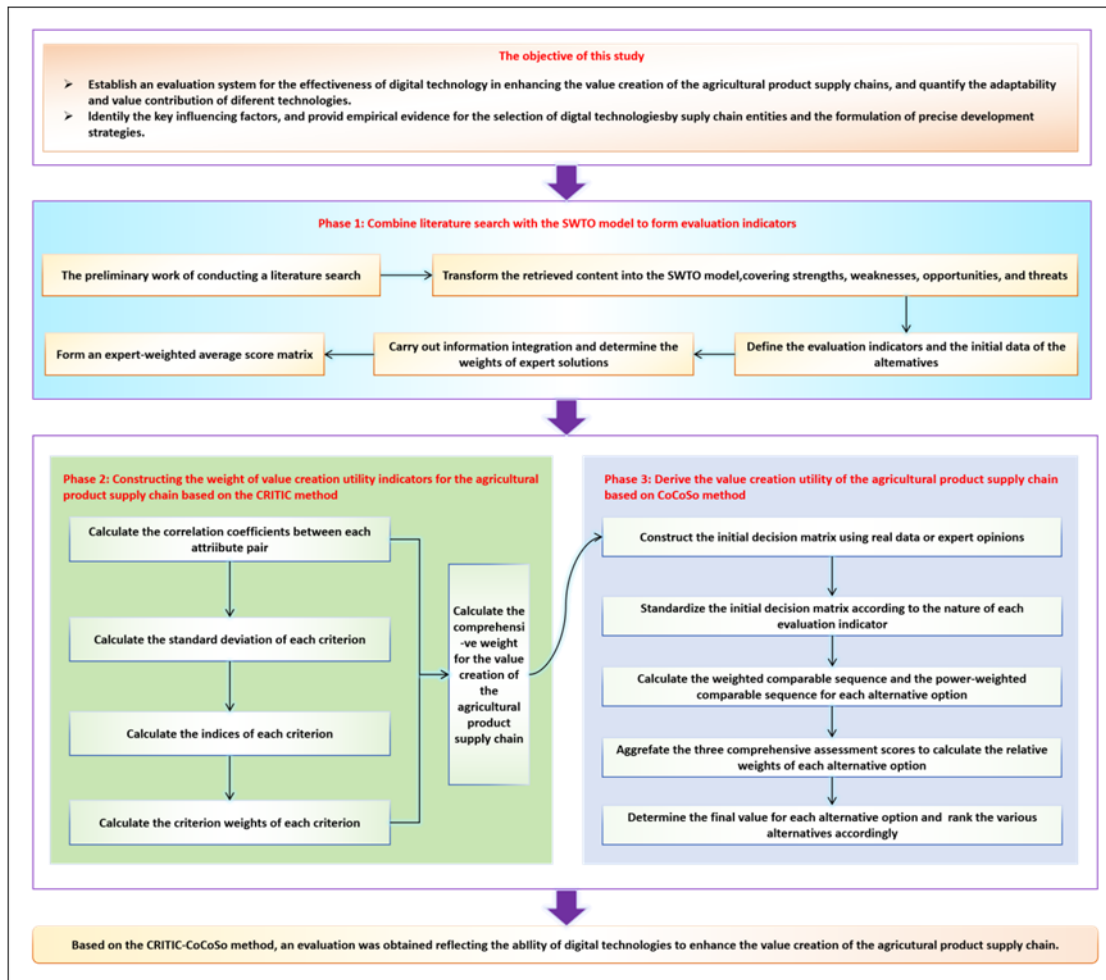 The objective of this study
➢ Establish an evaluation system for the effectiveness of digital technology in enhancing the value creation of the agricultural product supply chains, and quantify the adaptability
and value contribution of diferent technologies.
➢ Identily the key influencing factors, and provid empirical evidence for the selection of digtal technologiesby suply chain entities and the formulation of precise development
strategies.
Phase 1: Combine literature search with the SWTO model to form evaluation indicators
The preliminary work of conducting a literature search
Transform the retrieved content into the SWTO model,covering strengths, weaknesses, opportunities, and threats
Define the evaluation indicators and the initial data of the
alternatives
Carry out information integration and determine the
weights of expert solutions
Form an expert-weighted average score matrix
Phase 2: Constructing the weight of value creation utility indicators for the agricultural
product supply chain based on the CRITIC method
Calculate the correlation coefficients between each
attriibute pair
Calculate the standard deviation of each criterion
Calculate the indices of each criterion
Calculate the criterion weights of each criterion
Calculate the
comprehensi
-ve weight
for the value
creation of
the
agricultural
product
supply chain
Phase 3: Derive the value creation utility of the agricultural product supply chain
based on CoCoSo method
Construct the initial decision matrix using real data or expert opinions
Standardize the initial decision matrix according to the nature of each
evaluation indicator
Calculate the weighted comparable sequence and the power-weighted
comparable sequence for each alternative option
Aggrefate the three comprehensive assessment scores to calculate the relative
weights of each alternative option
Determine the final value for each alternative option and rank the various
alternatives accordingly
Based on the CRITIC-CoCoSo method, an evaluation was obtained reflecting the abIlity of digital technologies to enhance the value creation of the agricutural product supply chain.